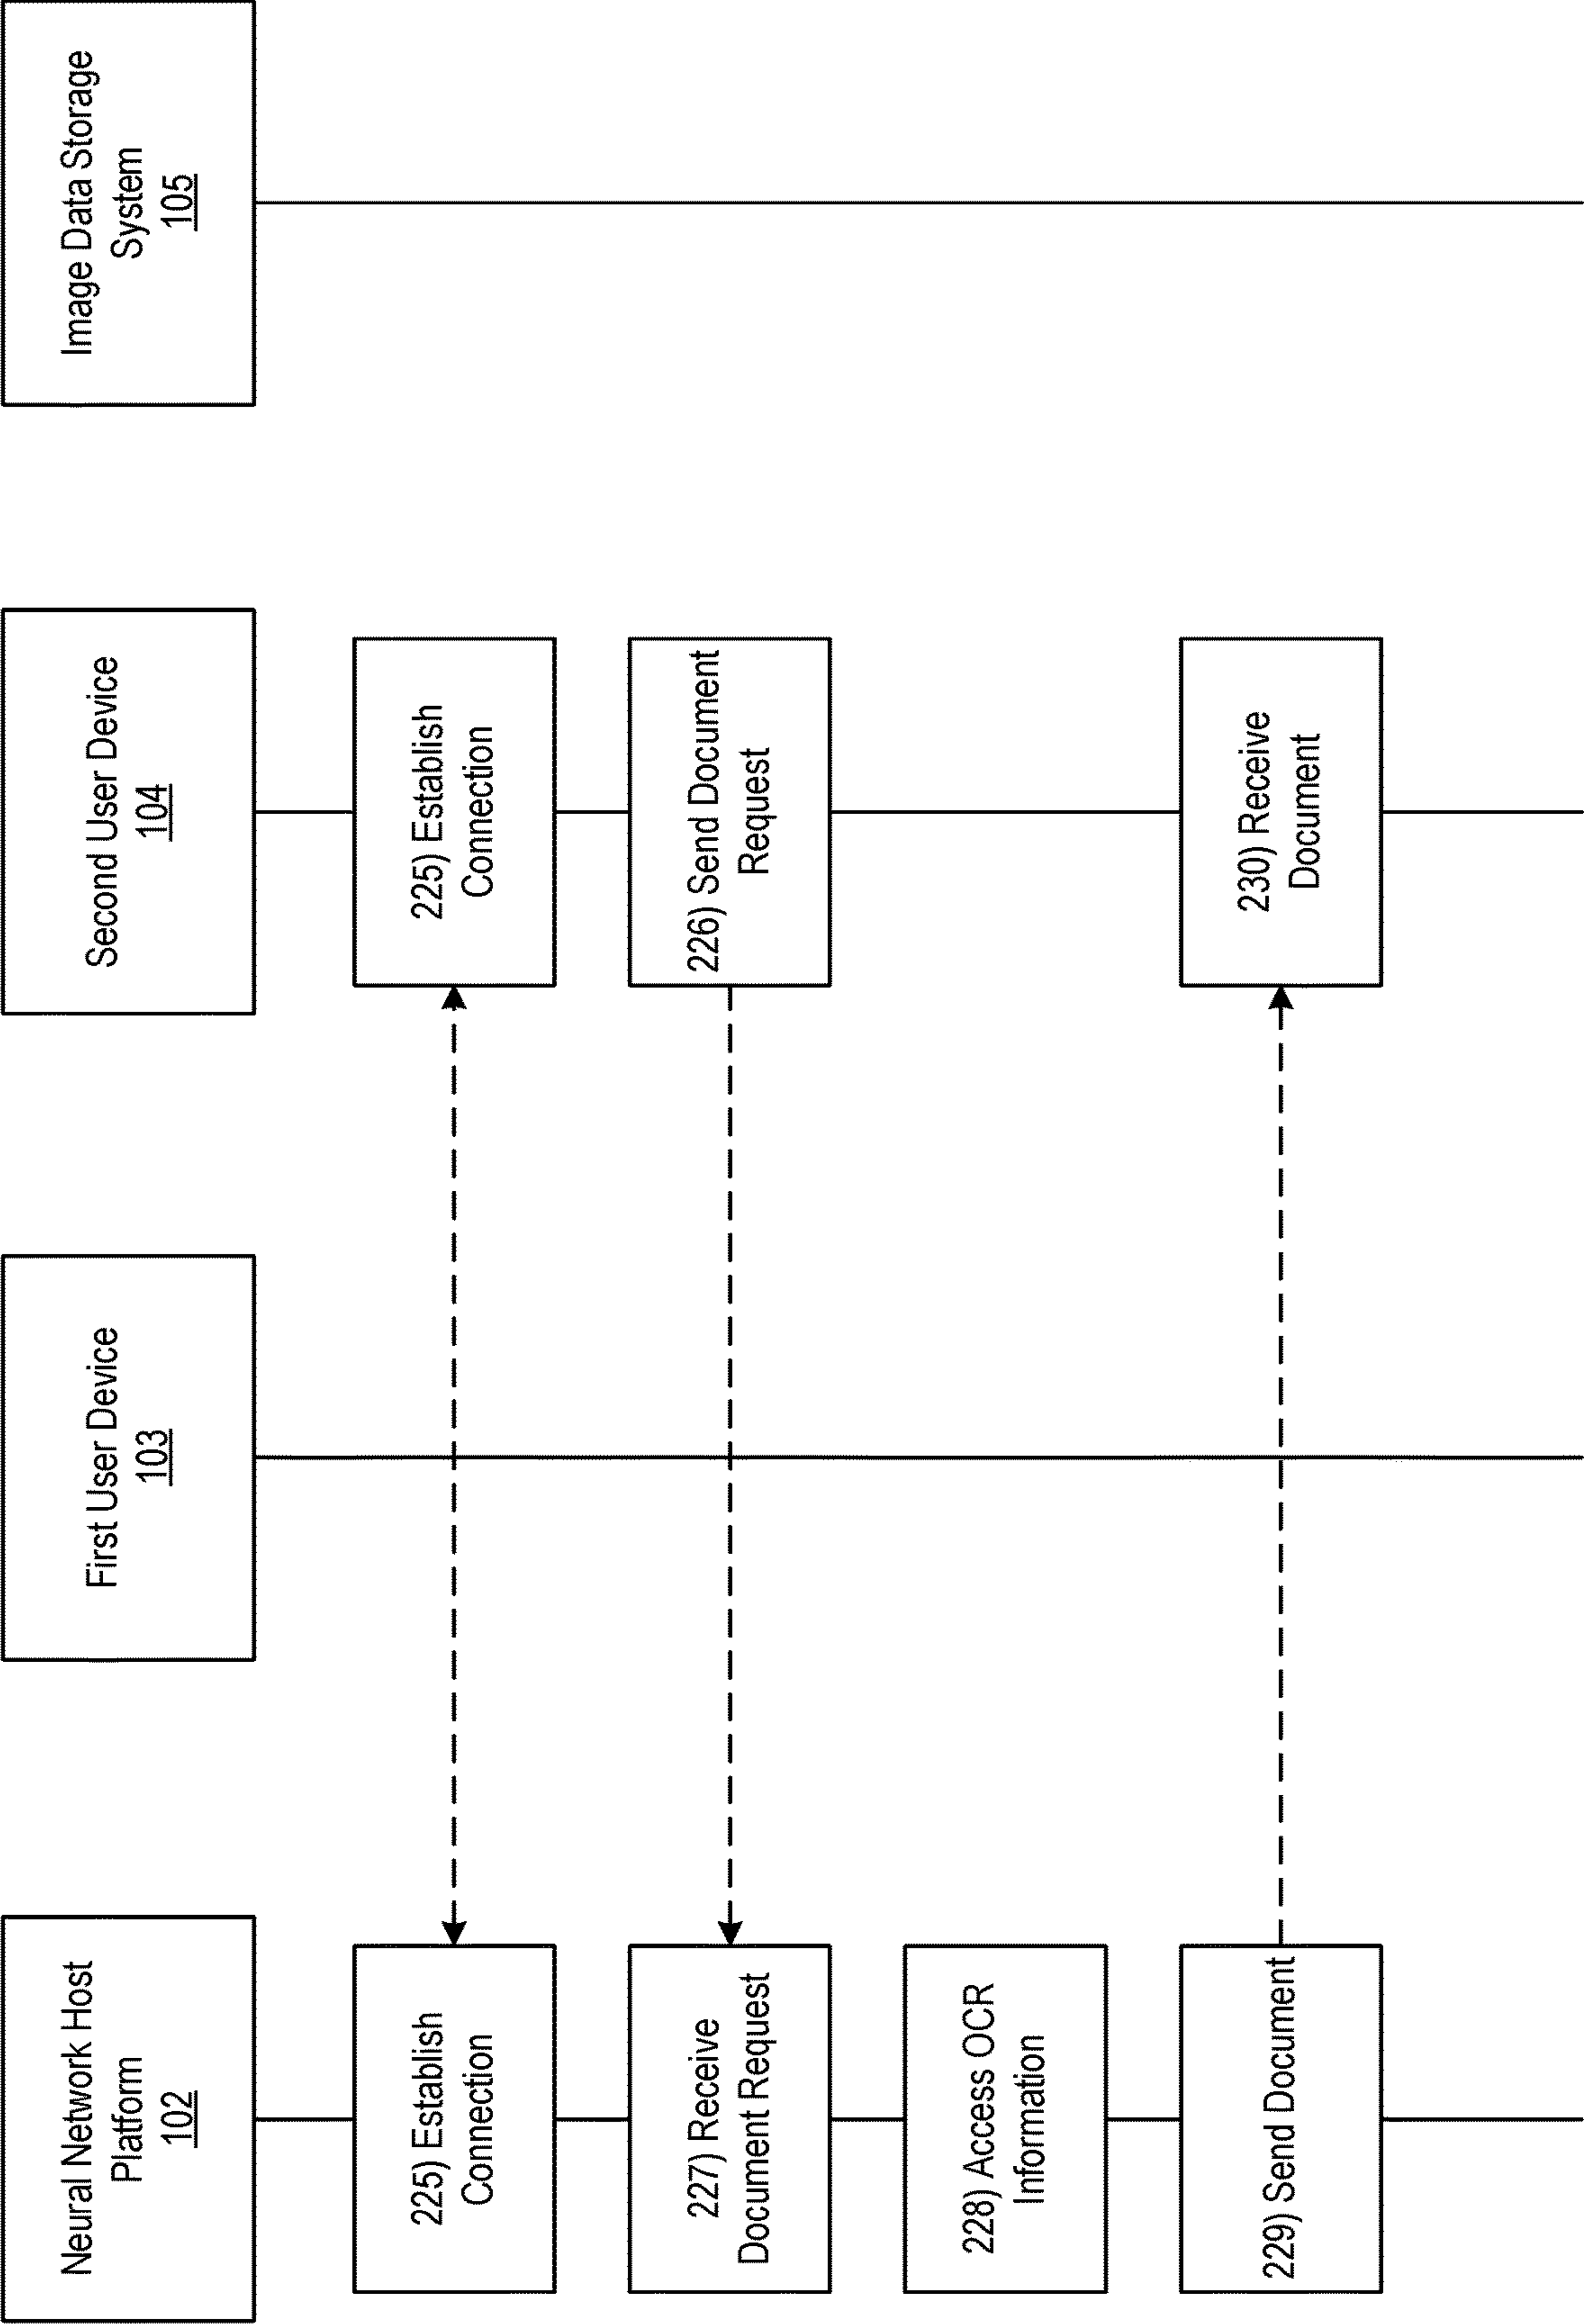 Neural Network Host
Platform
102
First User Device
103
Second User Device
104
Image Data Storage
System
105
225) Establish
Connection
225) Establish
Connection
227) Receive
Document Request
226) Send Document
Request
228) Access OCR
Information
229) Send Document
230) Receive
Document